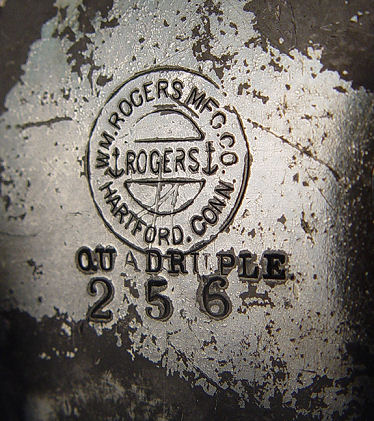 WM. ROGERS. MFG. CO
ROGERS
HARTFORD. CONN.
QUADRUPLE
256